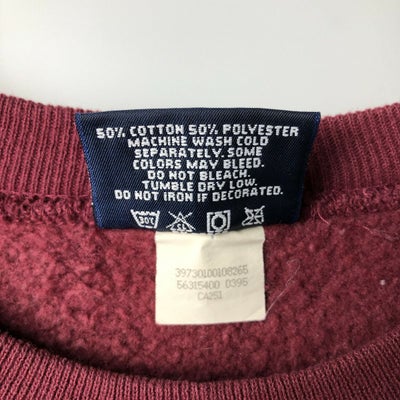 50% COTTON 50% POLYESTER
MACHINE WASH COLD
SEPARATELY. SOME
COLORS MAY BLEED.
DO NOT BLEACH.
TUMBLE DRY LOW.
DO NOT IRON IF DECORATED.
30°
39730100108265
56315400 0395
CA251